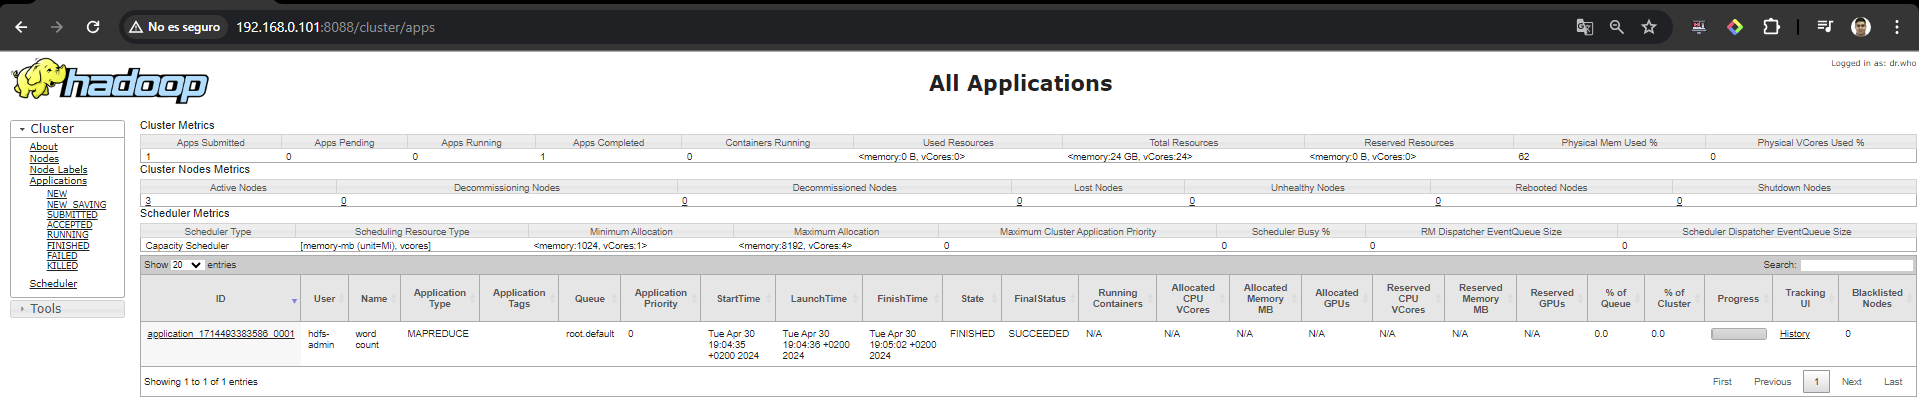 No es seguro 192.168.0.101:8088/cluster/apps
Logged in as: dr.who
hadoop
All Applications
Cluster
About
Nodes
Node Labels
Applications
NEW
NEW_SAVING
SUBMITTED
ACCEPTED
RUNNING
FINISHED
FAILED
KILLED
Scheduler
Tools
Cluster Metrics
Apps Submitted Apps Pending Apps Running Apps Completed Containers Running Used Resources Total Resources Reserved Resources Physical Mem Used % Physical VCores Used %
1 0 0 1 0 <memory:0 B, vCores:0> <memory:24 GB, vCores:24> <memory:0 B, vCores:0> 62 0
Cluster Nodes Metrics
Active Nodes Decommissioning Nodes Decommissioned Nodes Lost Nodes Unhealthy Nodes Rebooted Nodes Shutdown Nodes
3 0 0 0 0 0 0
Scheduler Metrics
Scheduler Type Scheduling Resource Type Minimum Allocation Maximum Allocation Maximum Cluster Application Priority Scheduler Busy % RM Dispatcher EventQueue Size Scheduler Dispatcher EventQueue Size
Capacity Scheduler [memory-mb (unit=Mi), vcores] <memory:1024, vCores:1> <memory:8192, vCores:4> 0 0 0 0
Show 20 entries Search:
ID User Name Application Type Application Tags Queue Application Priority StartTime LaunchTime FinishTime State FinalStatus Running Containers Allocated CPU VCores Allocated Memory MB Allocated GPUs Reserved CPU VCores Reserved Memory MB Reserved GPUs % of Queue % of Cluster Progress Tracking UI Blacklisted Nodes
application_1714493383586_0001 hdfs-admin word count MAPREDUCE root.default 0 Tue Apr 30 19:04:35 +0200 2024 Tue Apr 30 19:04:36 +0200 2024 Tue Apr 30 19:05:02 +0200 2024 FINISHED SUCCEEDED N/A N/A N/A N/A N/A N/A N/A 0.0 0.0 History 0
Showing 1 to 1 of 1 entries First Previous 1 Next Last